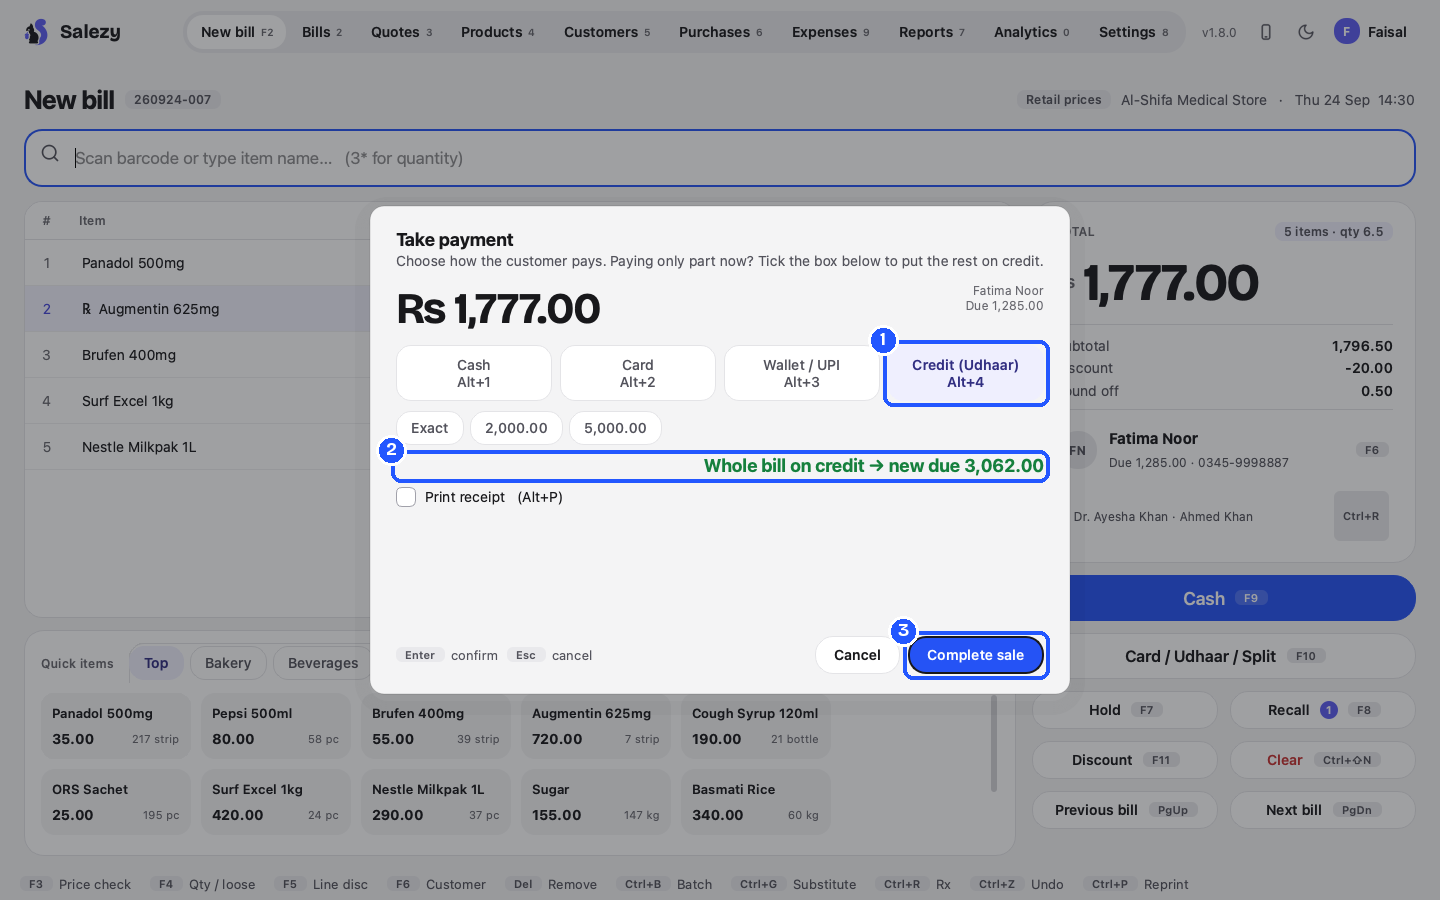 Salezy
New bill F2 Bills 2 Quotes 3 Products 4 Customers 5 Purchases 6 Expenses 9 Reports 7 Analytics 0 Settings 8
v1.8.0
F Faisal
New bill 260924-007
Retail prices Al-Shifa Medical Store · Thu 24 Sep 14:30
Scan barcode or type item name... (3* for quantity)
# Item
1 Panadol 500mg
2 ℞ Augmentin 625mg
3 Brufen 400mg
4 Surf Excel 1kg
5 Nestle Milkpak 1L
5 items · qty 6.5
1,777.00
1,796.50
-20.00
0.50
FN Fatima Noor F6
Due 1,285.00 · 0345-9998887
Dr. Ayesha Khan · Ahmed Khan Ctrl+R
Take payment
Choose how the customer pays. Paying only part now? Tick the box below to put the rest on credit.
Rs 1,777.00
Fatima Noor
Due 1,285.00
1
Cash
Alt+1
Card
Alt+2
Wallet / UPI
Alt+3
Credit (Udhaar)
Alt+4
Exact 2,000.00 5,000.00
2
Whole bill on credit → new due 3,062.00
Print receipt (Alt+P)
3
Enter confirm Esc cancel
Cancel Complete sale
Cash F9
Card / Udhaar / Split F10
Hold F7 Recall 1 F8
Discount F11 Clear Ctrl+⇧N
Previous bill PgUp Next bill PgDn
Quick items Top Bakery Beverages
Panadol 500mg
35.00 217 strip
Pepsi 500ml
80.00 58 pc
Brufen 400mg
55.00 39 strip
Augmentin 625mg
720.00 7 strip
Cough Syrup 120ml
190.00 21 bottle
ORS Sachet
25.00 195 pc
Surf Excel 1kg
420.00 24 pc
Nestle Milkpak 1L
290.00 37 pc
Sugar
155.00 147 kg
Basmati Rice
340.00 60 kg
F3 Price check F4 Qty / loose F5 Line disc F6 Customer Del Remove Ctrl+B Batch Ctrl+G Substitute Ctrl+R Rx Ctrl+Z Undo Ctrl+P Reprint